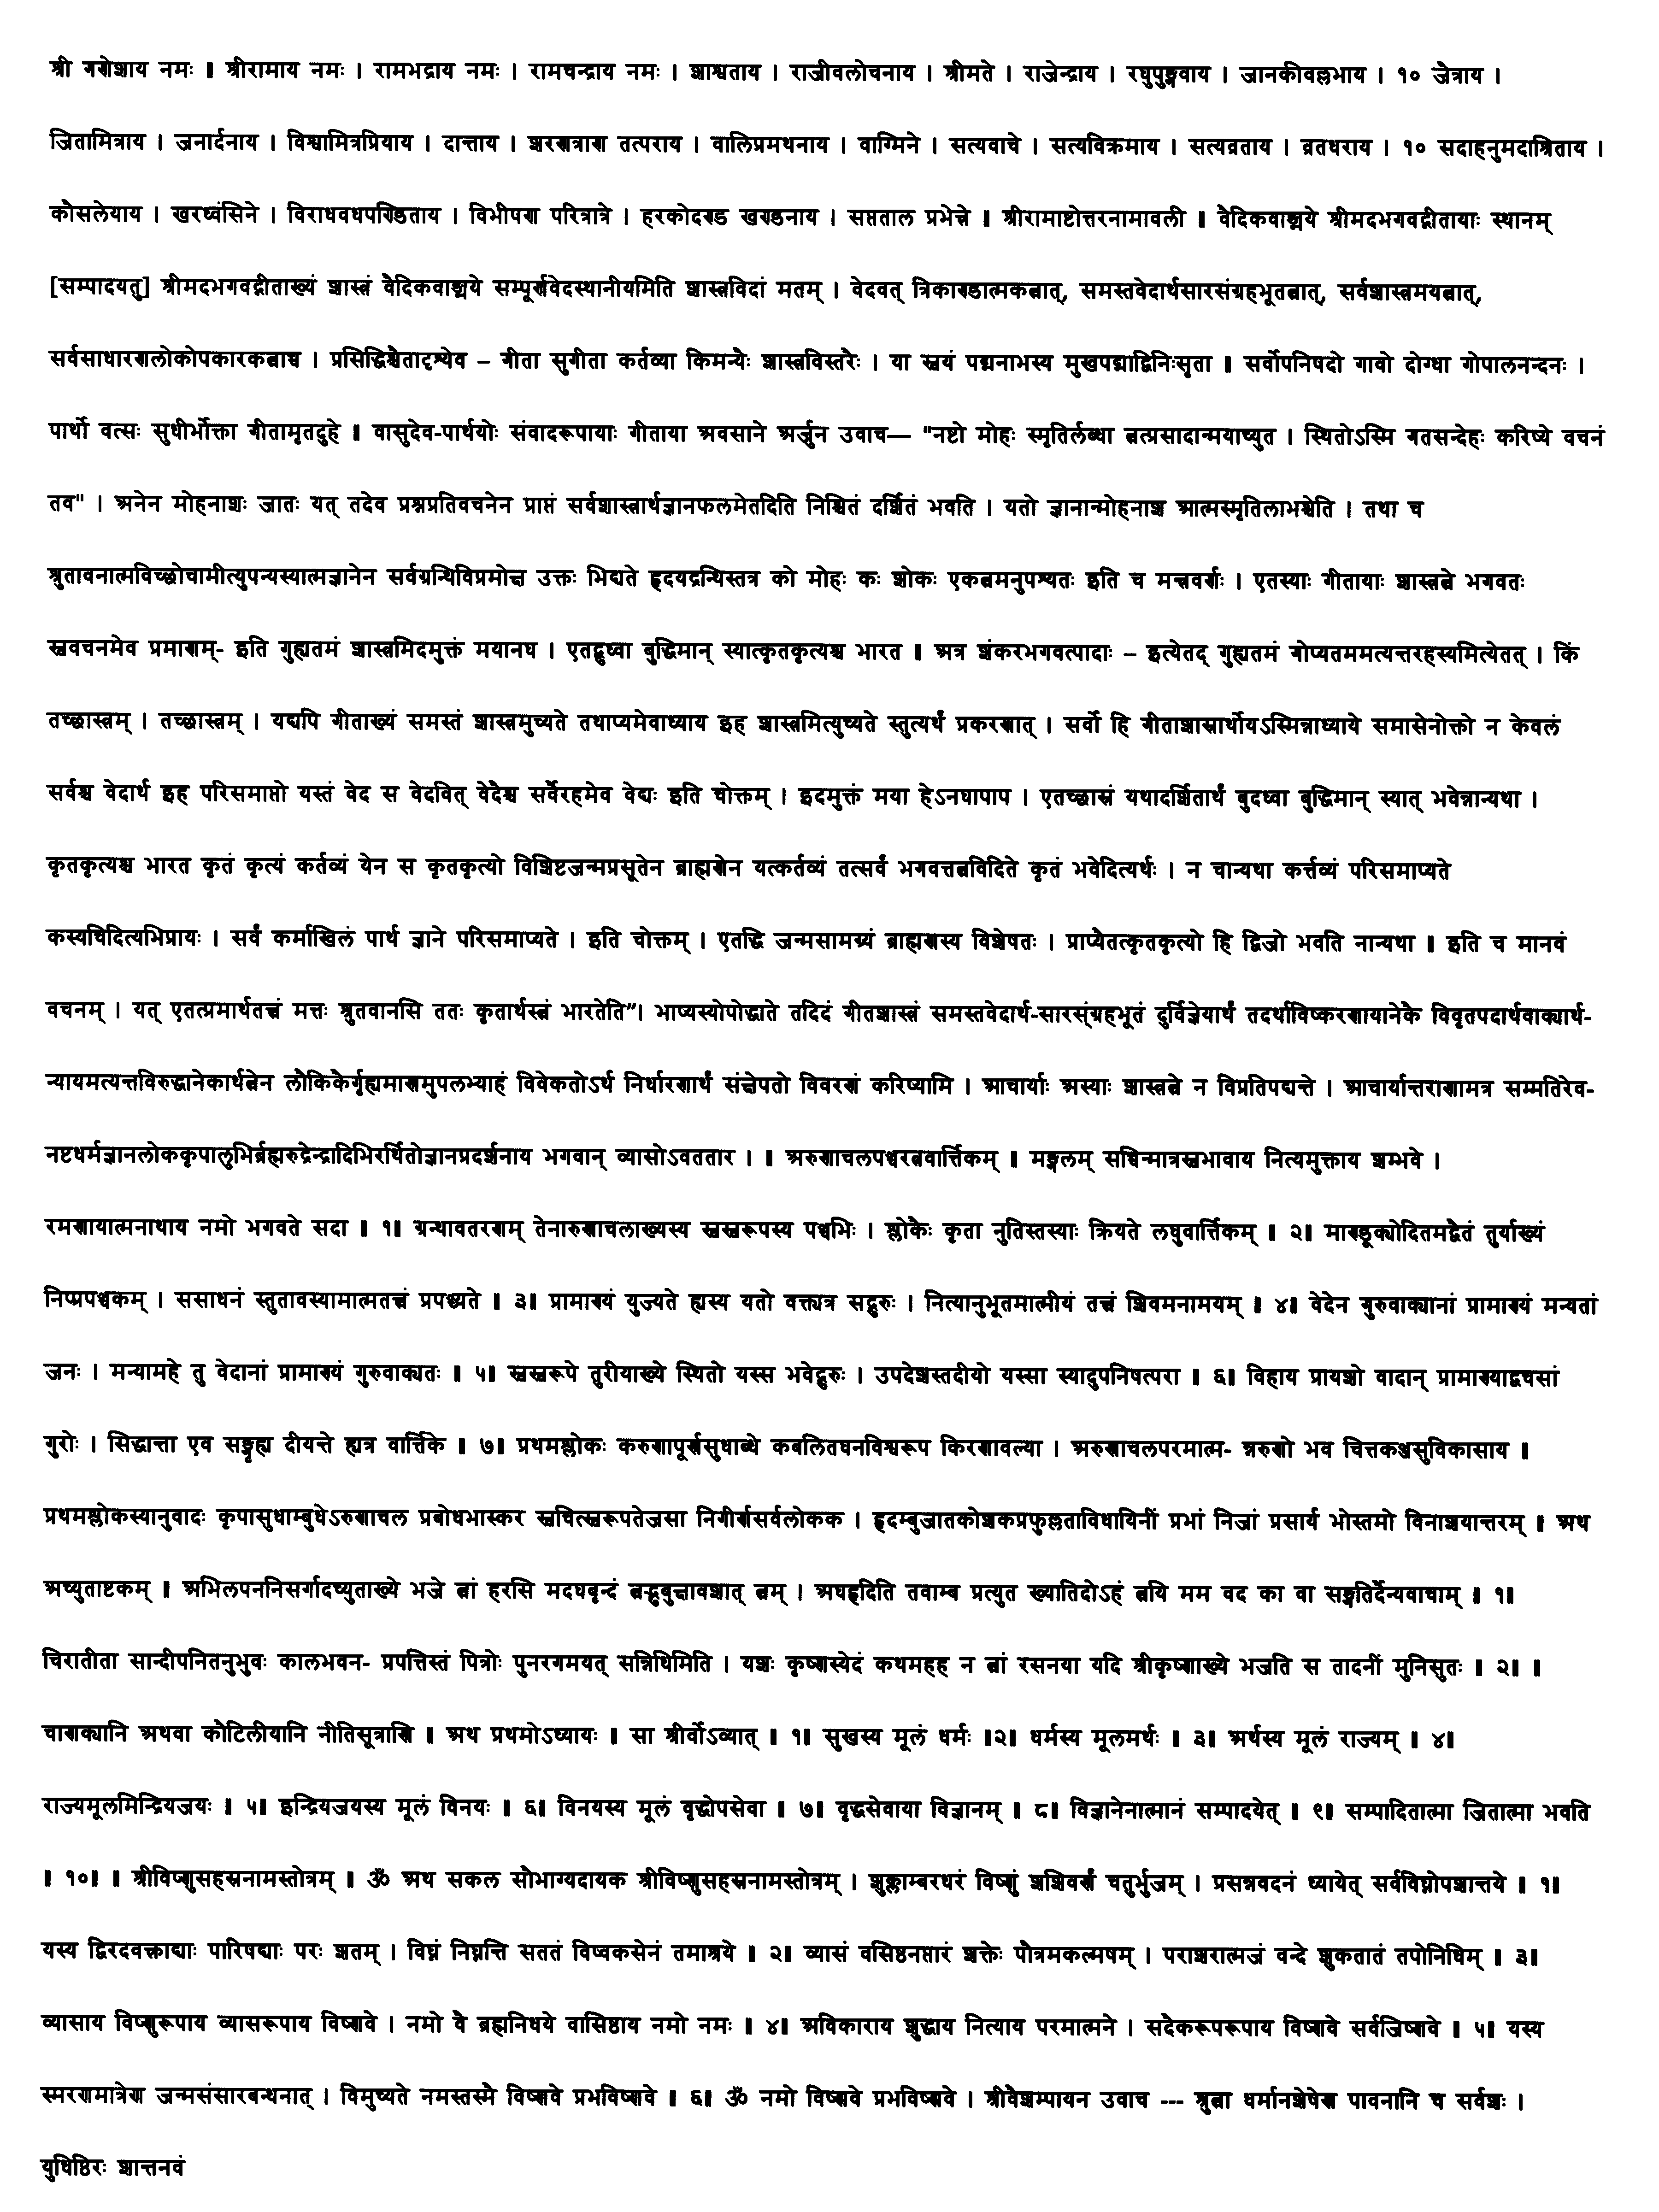 श्री गणेशाय नमः ॥ श्रीरामाय नमः । रामभद्राय नमः । रामचन्द्राय नमः । शाश्वताय । राजीवलोचनाय । श्रीमते । राजेन्द्राय । रघुपुङ्गवाय । जानकीवल्लभाय । १० जैत्राय ।
जितामित्राय । जनार्दनाय । विश्वामित्रप्रियाय । दान्ताय । शरणत्राण तत्पराय । वालिप्रमथनाय । वाग्मिने । सत्यवाचे । सत्यविक्रमाय । सत्यव्रताय । व्रतधराय । १० सदाहनुमदाश्रिताय ।
कौसलेयाय । खरध्वंसिने । विराधवधपण्डिताय । विभीषण परित्रात्रे । हरकोदण्ड खण्डनाय । सप्तताल प्रभेत्त्रे ॥ श्रीरामाष्टोत्तरनामावली ॥ वैदिकवाङ्मये श्रीमदभगवद्गीतायाः स्थानम्
[सम्पादयतु] श्रीमदभगवद्गीताख्यं शास्त्रं वैदिकवाङ्मये सम्पूर्णवेदस्थानीयमिति शास्त्रविदां मतम् । वेदवत् त्रिकाण्डात्मकत्वात्, समस्तवेदार्थसारसंग्रहभूतत्वात्, सर्वशास्त्रमयत्वात्,
सर्वसाधारणलोकोपकारकत्वाच्च । प्रसिद्धिश्चैतादृश्येव – गीता सुगीता कर्तव्या किमन्यैः शास्त्रविस्तरैः । या स्वयं पद्मनाभस्य मुखपद्माद्विनिःसृता ॥ सर्वोपनिषदो गावो दोग्धा गोपालनन्दनः ।
पार्थो वत्सः सुधीर्भोक्ता गीतामृतदुहे ॥ वासुदेव-पार्थयोः संवादरूपायाः गीताया अवसाने अर्जुन उवाच— "नष्टो मोहः स्मृतिर्लब्धा त्वत्प्रसादान्मयाच्युत । स्थितोऽस्मि गतसन्देहः करिष्ये वचनं
तव" । अनेन मोहनाशः जातः यत् तदेव प्रश्नप्रतिवचनेन प्राप्तं सर्वशास्त्रार्थज्ञानफलमेतदिति निश्चितं दर्शितं भवति । यतो ज्ञानान्मोहनाश आत्मस्मृतिलाभश्चेति । तथा च
श्रुतावनात्मविच्छोचामीत्युपन्यस्यात्मज्ञानेन सर्वग्रन्थिविप्रमोक्ष उक्तः भिद्यते हृदयग्रन्थिस्तत्र को मोहः कः शोकः एकत्वमनुपश्यतः इति च मन्त्रवर्णः । एतस्याः गीतायाः शास्त्रत्वे भगवतः
स्ववचनमेव प्रमाणम्- इति गुह्यतमं शास्त्रमिदमुक्तं मयानघ । एतद्बुध्वा बुद्धिमान् स्यात्कृतकृत्यश्च भारत ॥ अत्र शंकरभगवत्पादाः – इत्येतद् गुह्यतमं गोप्यतममत्यन्तरहस्यमित्येतत् । किं
तच्छास्त्रम् । तच्छास्त्रम् । यद्यपि गीताख्यं समस्तं शास्त्रमुच्यते तथाप्यमेवाध्याय इह शास्त्रमित्युच्यते स्तुत्यर्थं प्रकरणात् । सर्वो हि गीताशास्रार्थोयऽस्मिन्नाध्याये समासेनोक्तो न केवलं
सर्वश्च वेदार्थ इह परिसमाप्तो यस्तं वेद स वेदवित् वेदैश्च सर्वैरहमेव वेद्यः इति चोक्तम् । इदमुक्तं मया हेऽनघापाप । एतच्छास्रं यथादर्शितार्थं बुदध्वा बुद्धिमान् स्यात् भवेन्नान्यथा ।
कृतकृत्यश्च भारत कृतं कृत्यं कर्तव्यं येन स कृतकृत्यो विशिष्टजन्मप्रसूतेन ब्राह्मणेन यत्कर्तव्यं तत्सर्वं भगवत्तत्वविदिते कृतं भवेदित्यर्थः । न चान्यथा कर्त्तव्यं परिसमाप्यते
कस्यचिदित्यभिप्रायः । सर्वं कर्माखिलं पार्थ ज्ञाने परिसमाप्यते । इति चोक्तम् । एतद्धि जन्मसामग्र्यं ब्राह्मणस्य विशेषतः । प्राप्यैतत्कृतकृत्यो हि द्विजो भवति नान्यथा ॥ इति च मानवं
वचनम् । यत् एतत्प्रमार्थतत्त्वं मत्तः श्रुतवानसि ततः कृतार्थस्त्वं भारतेति”। भाष्यस्योपोद्घाते तदिदं गीतशास्त्रं समस्तवेदार्थ-सारस्ंग्रहभूतं दुर्विज्ञेयार्थं तदर्थाविष्करणायानेकै विवृतपदार्थवाक्यार्थ-
न्यायमत्यन्तविरुद्धानेकार्थत्वेन लौकिकैर्गृह्यमाणमुपलभ्याहं विवेकतोऽर्थ निर्धारणार्थं संक्षेपतो विवरणं करिष्यामि । आचार्याः अस्याः शास्त्रत्वे न विप्रतिपद्यन्ते । आचार्यान्तराणामत्र सम्मतिरेव-
नष्टधर्मज्ञानलोककृपालुभिर्ब्रह्मरुद्रेन्द्रादिभिरर्थितोज्ञानप्रदर्शनाय भगवान् व्यासोऽवततार । ॥ अरुणाचलपञ्चरत्नवार्त्तिकम् ॥ मङ्गलम् सच्चिन्मात्रस्वभावाय नित्यमुक्ताय शम्भवे ।
रमणायात्मनाथाय नमो भगवते सदा ॥ १॥ ग्रन्थावतरणम् तेनारुणाचलाख्यस्य स्वस्वरूपस्य पञ्चभिः । श्लोकैः कृता नुतिस्तस्याः क्रियते लघुवार्त्तिकम् ॥ २॥ माण्डूक्योदितमद्वैतं तुर्याख्यं
निष्प्रपञ्चकम् । ससाधनं स्तुतावस्यामात्मतत्त्वं प्रपञ्च्यते ॥ ३॥ प्रामाण्यं युज्यते ह्यस्य यतो वक्त्यत्र सद्गुरुः । नित्यानुभूतमात्मीयं तत्त्वं शिवमनामयम् ॥ ४॥ वेदेन गुरुवाक्यानां प्रामाण्यं मन्यतां
जनः । मन्यामहे तु वेदानां प्रामाण्यं गुरुवाक्यतः ॥ ५॥ स्वस्वरूपे तुरीयाख्ये स्थितो यस्स भवेद्गुरुः । उपदेशस्तदीयो यस्सा स्यादुपनिषत्परा ॥ ६॥ विहाय प्रायशो वादान् प्रामाण्याद्वचसां
गुरोः । सिद्धान्ता एव सङ्गृह्य दीयन्ते ह्यत्र वार्त्तिके ॥ ७॥ प्रथमश्लोकः करुणापूर्णसुधाब्धे कबलितघनविश्वरूप किरणावल्या । अरुणाचलपरमात्म- न्नरुणो भव चित्तकञ्जसुविकासाय ॥
प्रथमश्लोकस्यानुवादः कृपासुधाम्बुधेऽरुणाचल प्रबोधभास्कर स्वचित्स्वरूपतेजसा निगीर्णसर्वलोकक । हृदम्बुजातकोशकप्रफुल्लताविधायिनीं प्रभां निजां प्रसार्य भोस्तमो विनाशयान्तरम् ॥ अथ
अच्युताष्टकम् ॥ अभिलपननिसर्गादच्युताख्ये भजे त्वां हरसि मदघबृन्दं त्वद्भुबुक्षावशात् त्वम् । अघहृदिति तवाम्ब प्रत्युत ख्यातिदोऽहं त्वयि मम वद का वा सङ्गतिर्दैन्यवाचाम् ॥ १॥
चिरातीता सान्दीपनितनुभुवः कालभवन- प्रपत्तिस्तं पित्रोः पुनरगमयत् सन्निधिमिति । यशः कृष्णस्येदं कथमहह न त्वां रसनया यदि श्रीकृष्णाख्ये भजति स तादनीं मुनिसुतः ॥ २॥ ॥
चाणक्यानि अथवा कौटिलीयानि नीतिसूत्राणि ॥ अथ प्रथमोऽध्यायः ॥ सा श्रीर्वोऽव्यात् ॥ १॥ सुखस्य मूलं धर्मः ॥२॥ धर्मस्य मूलमर्थः ॥ ३॥ अर्थस्य मूलं राज्यम् ॥ ४॥
राज्यमूलमिन्द्रियजयः ॥ ५॥ इन्द्रियजयस्य मूलं विनयः ॥ ६॥ विनयस्य मूलं वृद्धोपसेवा ॥ ७॥ वृद्धसेवाया विज्ञानम् ॥ ८॥ विज्ञानेनात्मानं सम्पादयेत् ॥ ९॥ सम्पादितात्मा जितात्मा भवति
॥ १०॥ ॥ श्रीविष्णुसहस्रनामस्तोत्रम् ॥ ॐ अथ सकल सौभाग्यदायक श्रीविष्णुसहस्रनामस्तोत्रम् । शुक्लाम्बरधरं विष्णुं शशिवर्णं चतुर्भुजम् । प्रसन्नवदनं ध्यायेत् सर्वविघ्नोपशान्तये ॥ १॥
यस्य द्विरदवक्त्राद्याः पारिषद्याः परः शतम् । विघ्नं निघ्नन्ति सततं विष्वकसेनं तमाश्रये ॥ २॥ व्यासं वसिष्ठनप्तारं शक्तेः पौत्रमकल्मषम् । पराशरात्मजं वन्दे शुकतातं तपोनिधिम् ॥ ३॥
व्यासाय विष्णुरूपाय व्यासरूपाय विष्णवे । नमो वै ब्रह्मनिधये वासिष्ठाय नमो नमः ॥ ४॥ अविकाराय शुद्धाय नित्याय परमात्मने । सदैकरूपरूपाय विष्णवे सर्वजिष्णवे ॥ ५॥ यस्य
स्मरणमात्रेण जन्मसंसारबन्धनात् । विमुच्यते नमस्तस्मै विष्णवे प्रभविष्णवे ॥ ६॥ ॐ नमो विष्णवे प्रभविष्णवे । श्रीवैशम्पायन उवाच --- श्रुत्वा धर्मानशेषेण पावनानि च सर्वशः ।
युधिष्ठिरः शान्तनवं